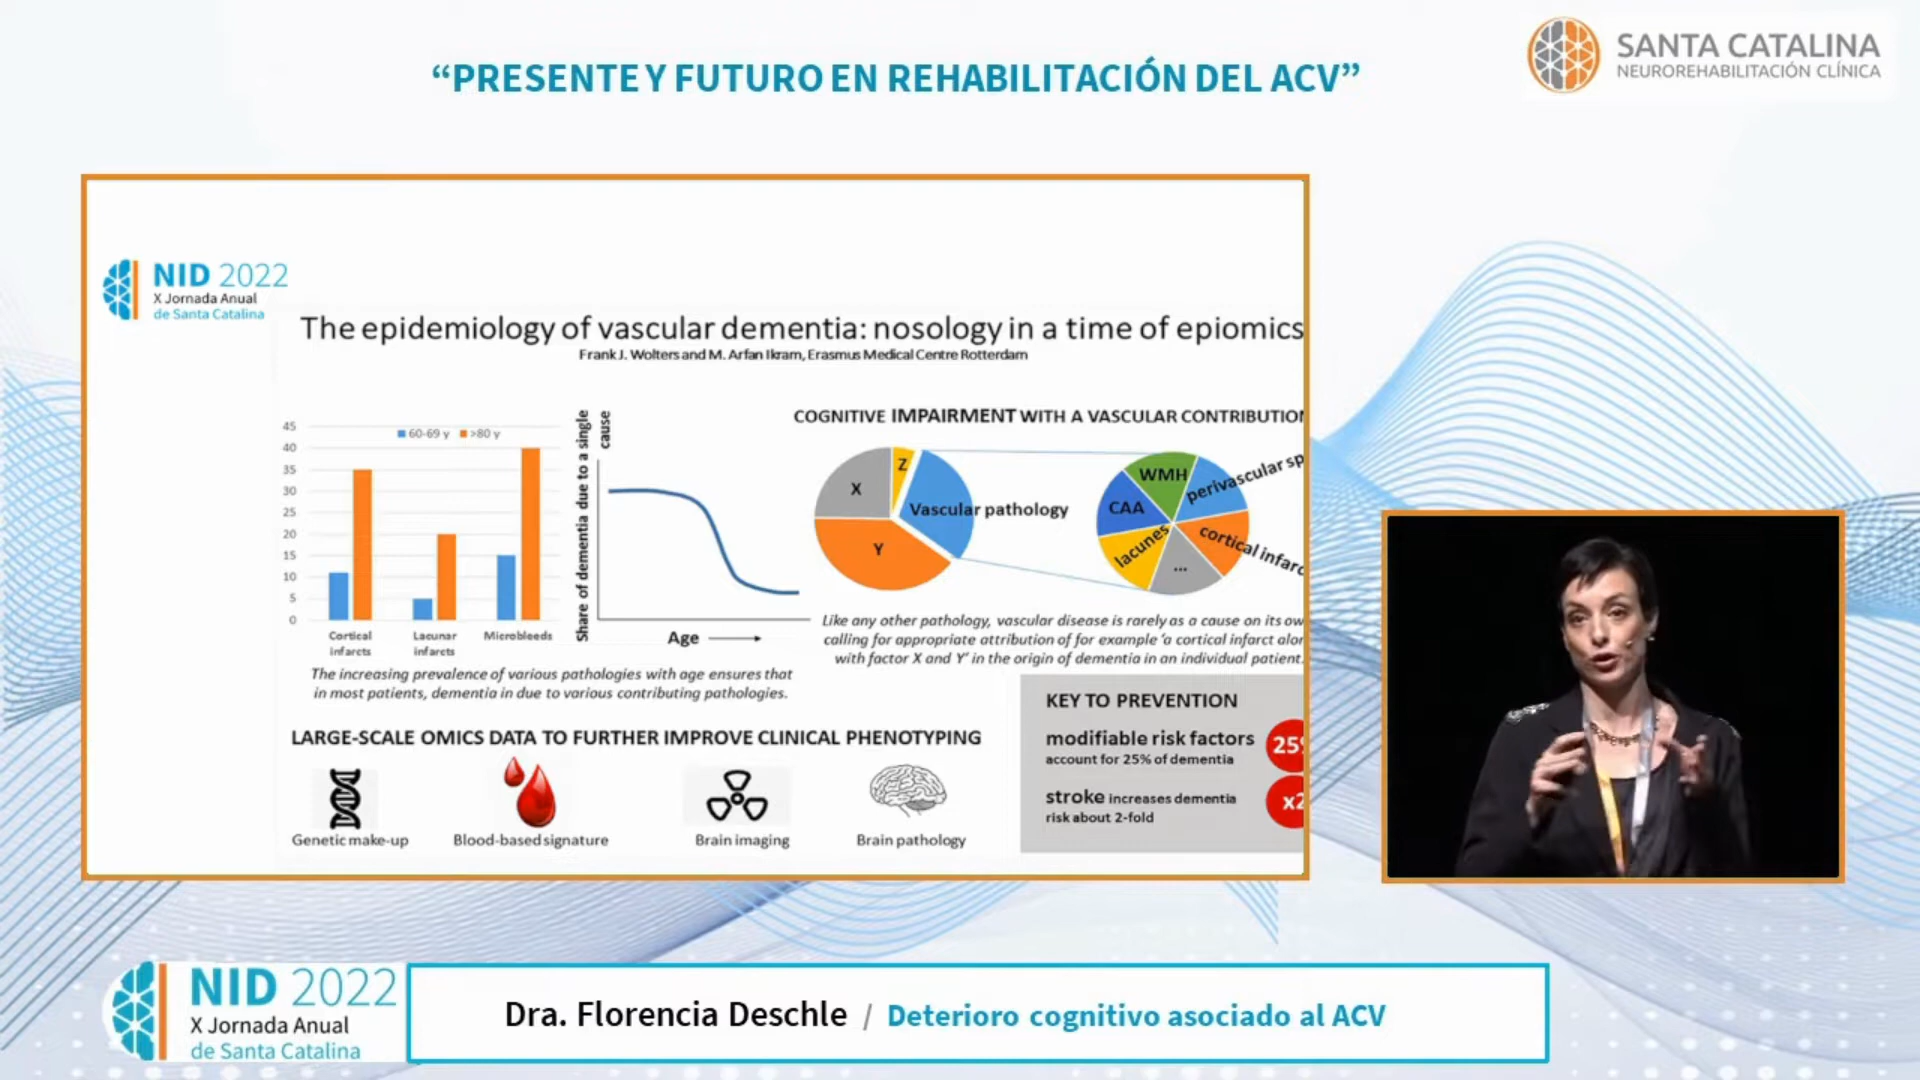 “PRESENTE Y FUTURO EN REHABILITACIÓN DEL ACV”
SANTA CATALINA
NEUROREHABILITACIÓN CLÍNICA
NID 2022
X Jornada Anual
de Santa Catalina
The epidemiology of vascular dementia: nosology in a time of epiomics
Frank J. Wolters and M. Arfan Ikram, Erasmus Medical Centre Rotterdam
45
40
35
30
25
20
15
10
5
0
60-69 y >80 y
Cortical
infarcts
Lacunar
infarcts
Microbleeds
Share of dementia due to a single
cause
Age
The increasing prevalence of various pathologies with age ensures that
in most patients, dementia in due to various contributing pathologies.
COGNITIVE IMPAIRMENT WITH A VASCULAR CONTRIBUTION
X
Z
Y
Vascular pathology
WMH
perivascular sp
CAA
lacunes
cortical infarc
...
Like any other pathology, vascular disease is rarely as a cause on its ow
calling for appropriate attribution of for example ‘a cortical infarct alon
with factor X and Y’ in the origin of dementia in an individual patient.
LARGE-SCALE OMICS DATA TO FURTHER IMPROVE CLINICAL PHENOTYPING
Genetic make-up
Blood-based signature
Brain imaging
Brain pathology
KEY TO PREVENTION
modifiable risk factors
account for 25% of dementia
25%
stroke increases dementia
risk about 2-fold
x2
NID 2022
X Jornada Anual
de Santa Catalina
Dra. Florencia Deschle / Deterioro cognitivo asociado al ACV